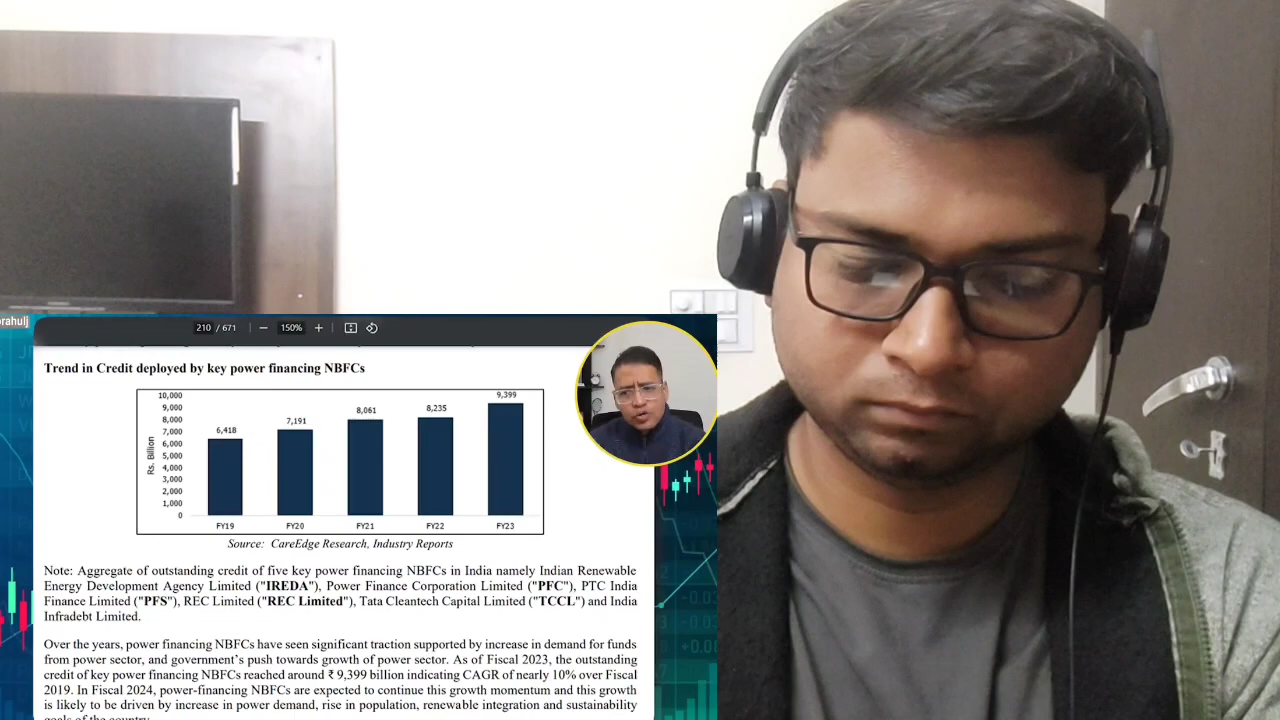 rahulj
210 / 671
150%
Trend in Credit deployed by key power financing NBFCs
10,000
9,000
8,000
7,000
6,000
5,000
4,000
3,000
2,000
1,000
0
Rs. Billion
6,418
7,191
8,061
8,235
9,399
FY19 FY20 FY21 FY22 FY23
Source: CareEdge Research, Industry Reports
Note: Aggregate of outstanding credit of five key power financing NBFCs in India namely Indian Renewable
Energy Development Agency Limited ("IREDA"), Power Finance Corporation Limited ("PFC"), PTC India
Finance Limited ("PFS"), REC Limited ("REC Limited"), Tata Cleantech Capital Limited ("TCCL") and India
Infradebt Limited.
Over the years, power financing NBFCs have seen significant traction supported by increase in demand for funds
from power sector, and government's push towards growth of power sector. As of Fiscal 2023, the outstanding
credit of key power financing NBFCs reached around ₹ 9,399 billion indicating CAGR of nearly 10% over Fiscal
2019. In Fiscal 2024, power-financing NBFCs are expected to continue this growth momentum and this growth
is likely to be driven by increase in power demand, rise in population, renewable integration and sustainability
goals of the country